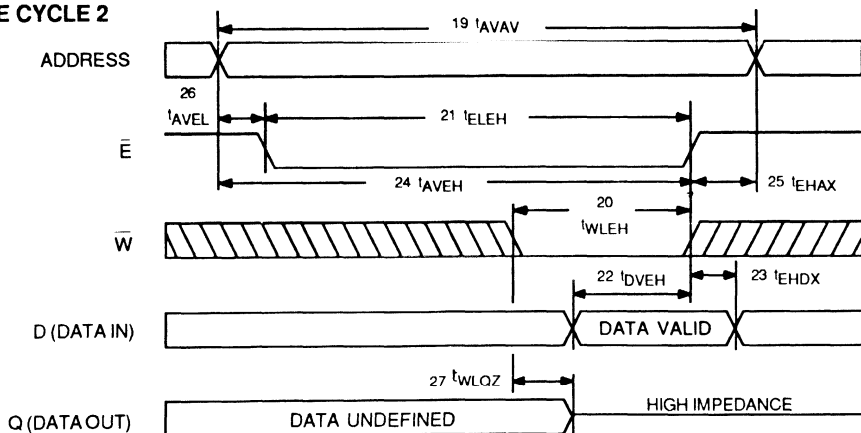 E CYCLE 2
19 tAVAV
ADDRESS
26
tAVEL
21 tELEH
E
24 tAVEH
25 tEHAX
20
W
tWLEH
22 tDVEH
23 tEHDX
D (DATA IN)
DATA VALID
27 tWLQZ
Q (DATA OUT)
DATA UNDEFINED
HIGH IMPEDANCE